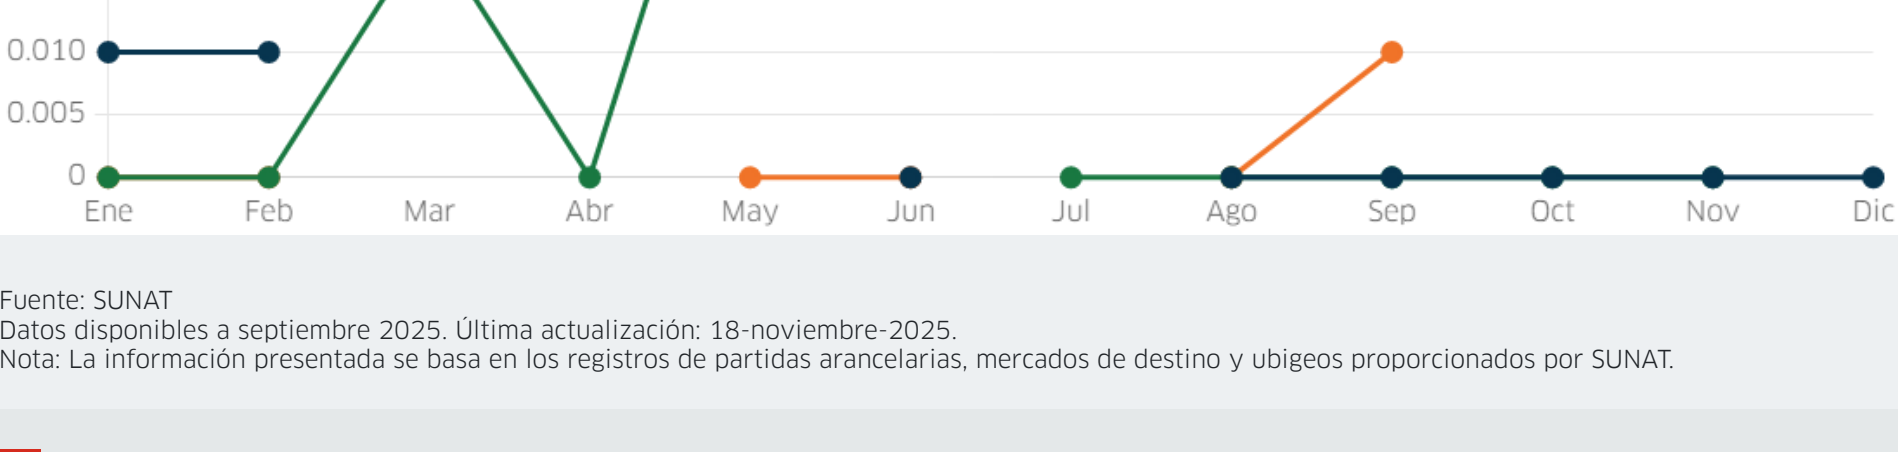 0.010
0.005
0
Ene Feb Mar Abr May Jun Jul Ago Sep Oct Nov Dic
Fuente: SUNAT
Datos disponibles a septiembre 2025. Última actualización: 18-noviembre-2025.
Nota: La información presentada se basa en los registros de partidas arancelarias, mercados de destino y ubigeos proporcionados por SUNAT.